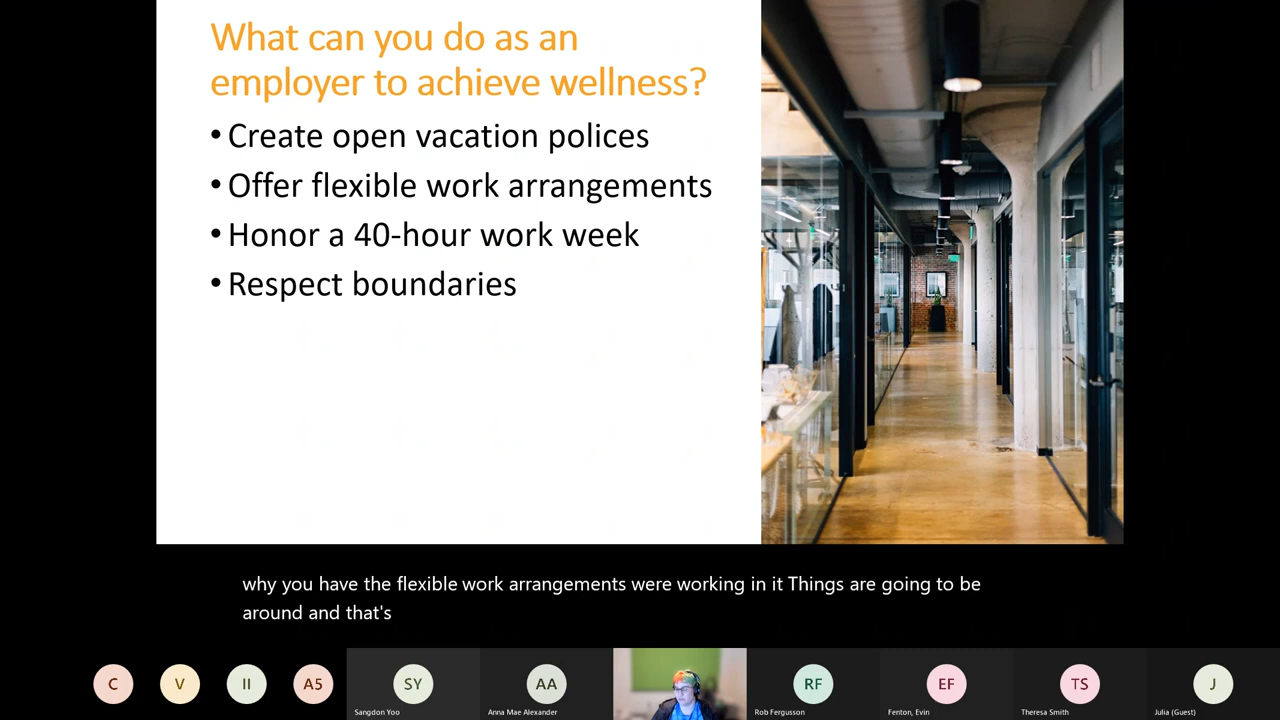 What can you do as an
employer to achieve wellness?
• Create open vacation polices
• Offer flexible work arrangements
• Honor a 40-hour work week
• Respect boundaries
why you have the flexible work arrangements were working in it Things are going to be
around and that's
C
V
II
A5
SY
AA
RF
EF
TS
J
Sangdon Yoo
Anna Mae Alexander
Rob Fergusson
Fenton, Evin
Theresa Smith
Julia (Guest)